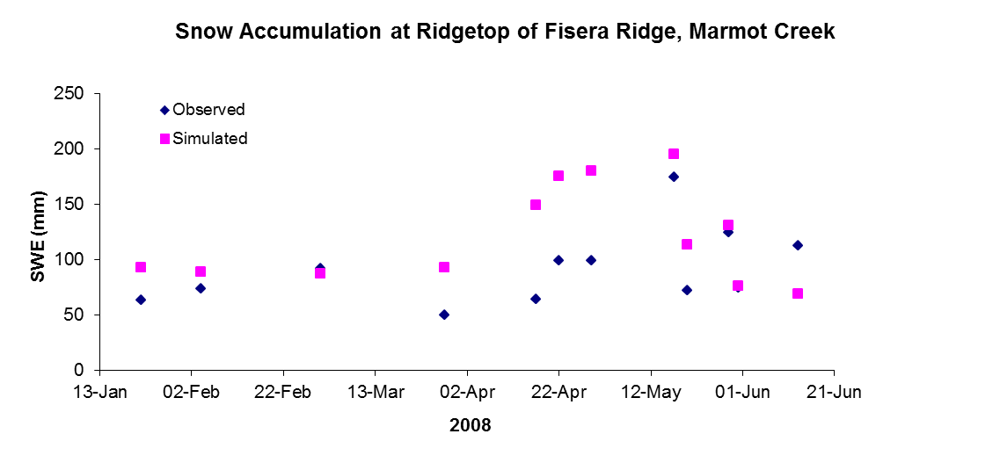 Snow Accumulation at Ridgetop of Fisera Ridge, Marmot Creek
250
Observed
Simulated
200
150
100
50
0
SWE (mm)
13-Jan 02-Feb 22-Feb 13-Mar 02-Apr 22-Apr 12-May 01-Jun 21-Jun
2008